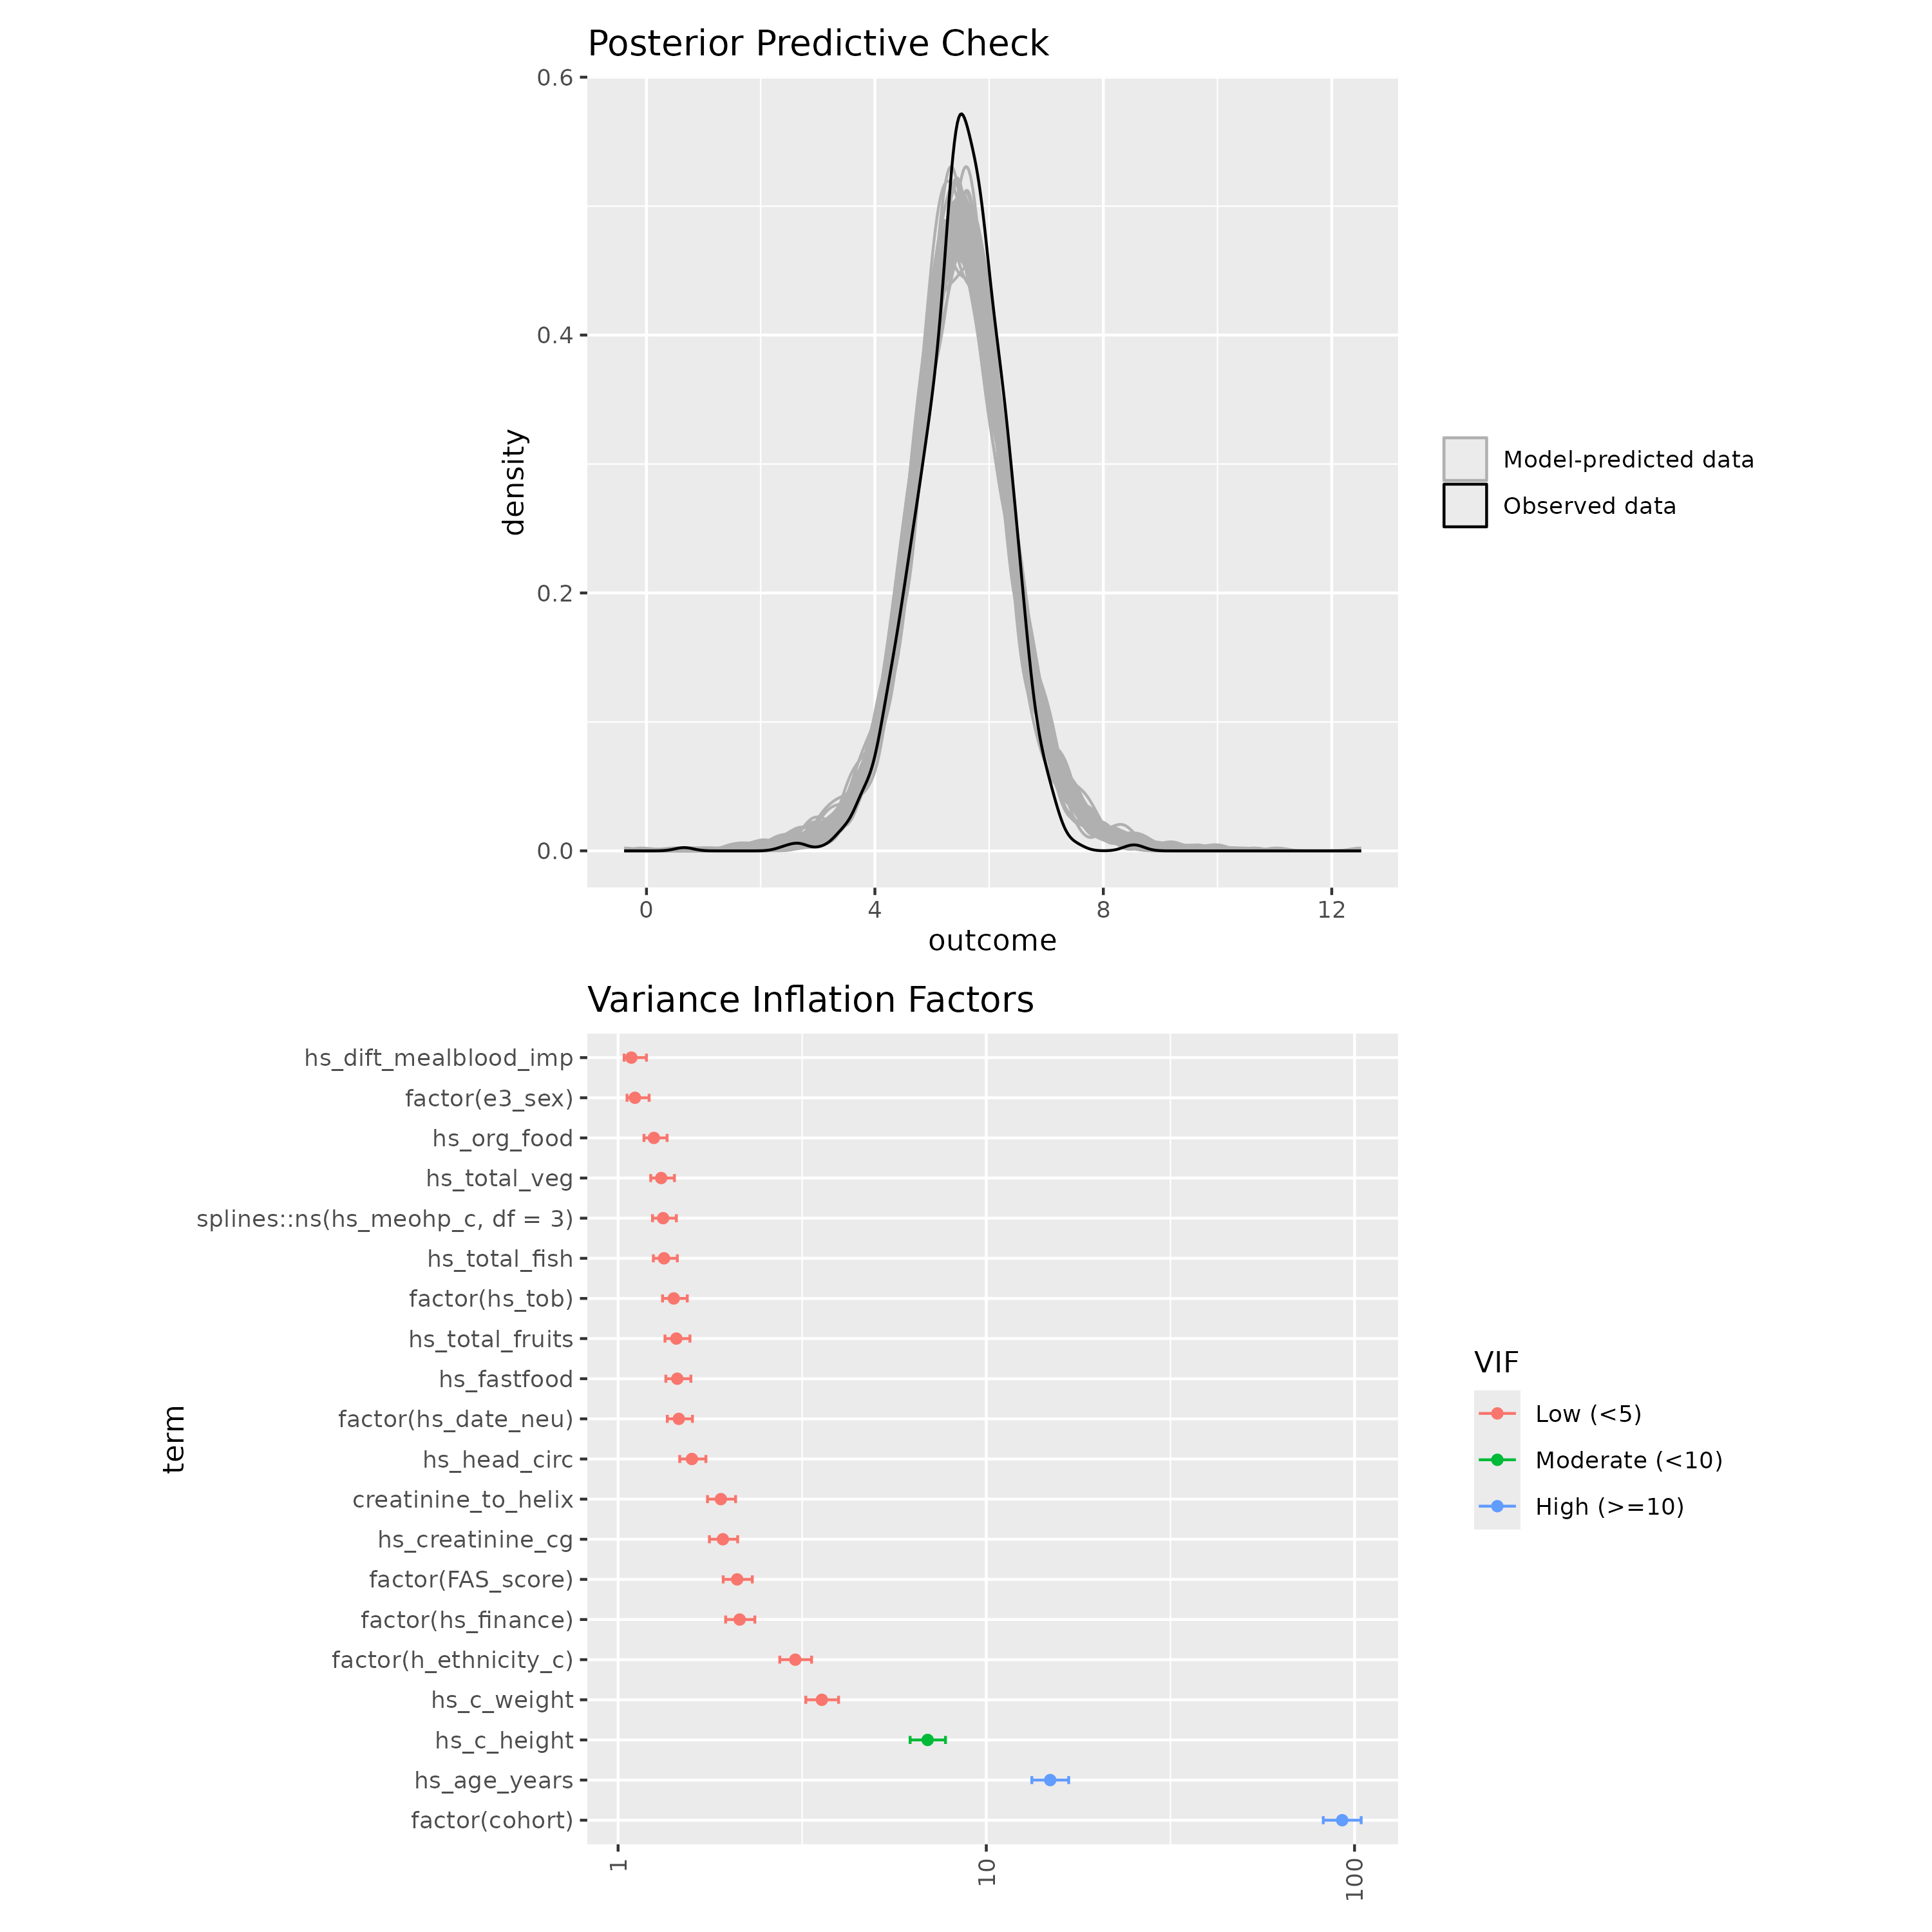 Posterior Predictive Check
0.6
0.4
0.2
0.0
density
0
4
8
12
outcome
Model-predicted data
Observed data
Variance Inflation Factors
hs_dift_mealblood_imp
factor(e3_sex)
hs_org_food
hs_total_veg
splines::ns(hs_meohp_c, df = 3)
hs_total_fish
factor(hs_tob)
hs_total_fruits
hs_fastfood
factor(hs_date_neu)
hs_head_circ
creatinine_to_helix
hs_creatinine_cg
factor(FAS_score)
factor(hs_finance)
factor(h_ethnicity_c)
hs_c_weight
hs_c_height
hs_age_years
factor(cohort)
term
1
10
100
VIF
Low (<5)
Moderate (<10)
High (>=10)